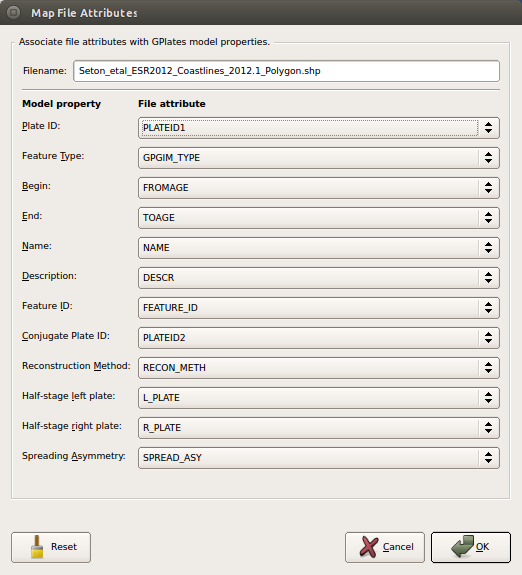 Map File Attributes
Associate file attributes with GPlates model properties.
Filename: Seton_etal_ESR2012_Coastlines_2012.1_Polygon.shp
Model property File attribute
Plate ID: PLATEID1
Feature Type: GPGIM_TYPE
Begin: FROMAGE
End: TOAGE
Name: NAME
Description: DESCR
Feature ID: FEATURE_ID
Conjugate Plate ID: PLATEID2
Reconstruction Method: RECON_METH
Half-stage left plate: L_PLATE
Half-stage right plate: R_PLATE
Spreading Asymmetry: SPREAD_ASY
Reset Cancel OK